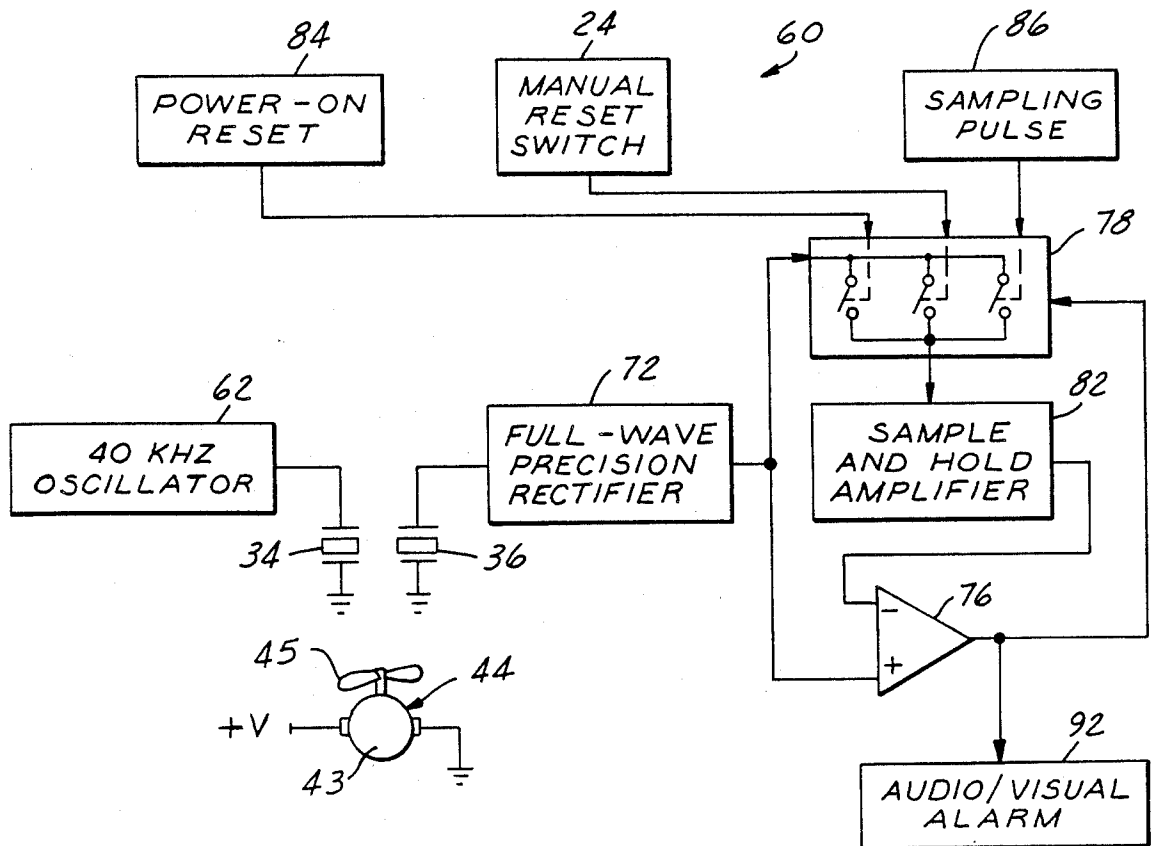 84
24
60
86
POWER-ON
RESET
MANUAL
RESET
SWITCH
SAMPLING
PULSE
78
62
72
82
40 KHZ
OSCILLATOR
FULL-WAVE
PRECISION
RECTIFIER
SAMPLE
AND HOLD
AMPLIFIER
34
36
76
−
+
45
44
+V
43
92
AUDIO/VISUAL
ALARM